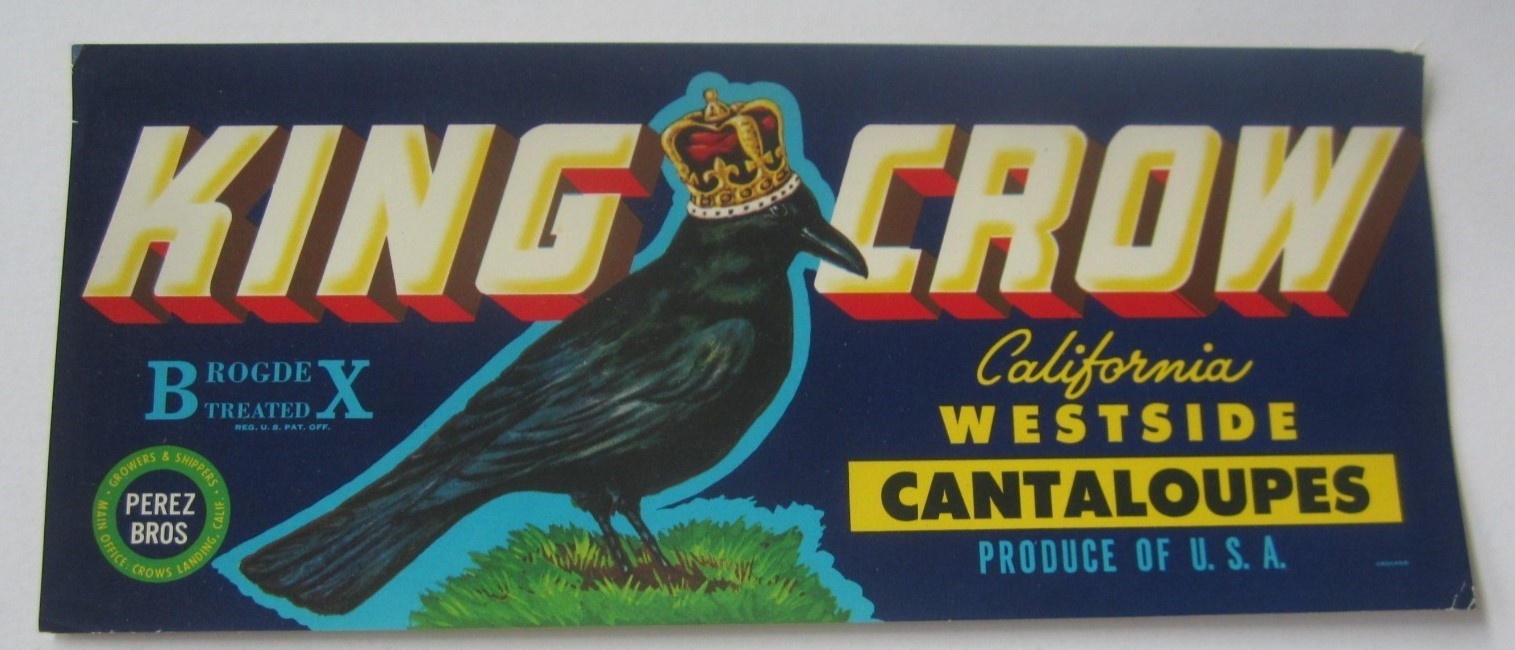 KING CROW
BROGDEX
TREATED
REG. U. S. PAT. OFF.
GROWERS & SHIPPERS
PEREZ
BROS
MAIN OFFICE: CROWS LANDING, CALIF.
California
WESTSIDE
CANTALOUPES
PRODUCE OF U. S. A.